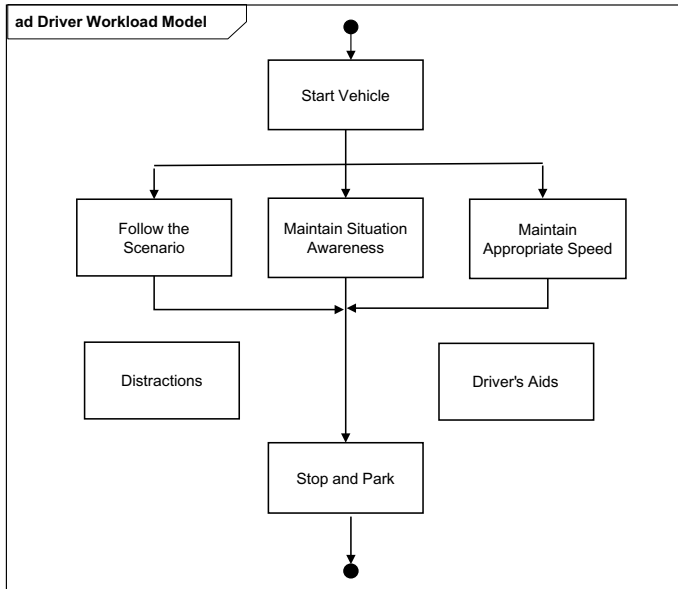 ad Driver Workload Model
Start Vehicle
Follow the
Scenario
Maintain Situation
Awareness
Maintain
Appropriate Speed
Distractions
Driver's Aids
Stop and Park